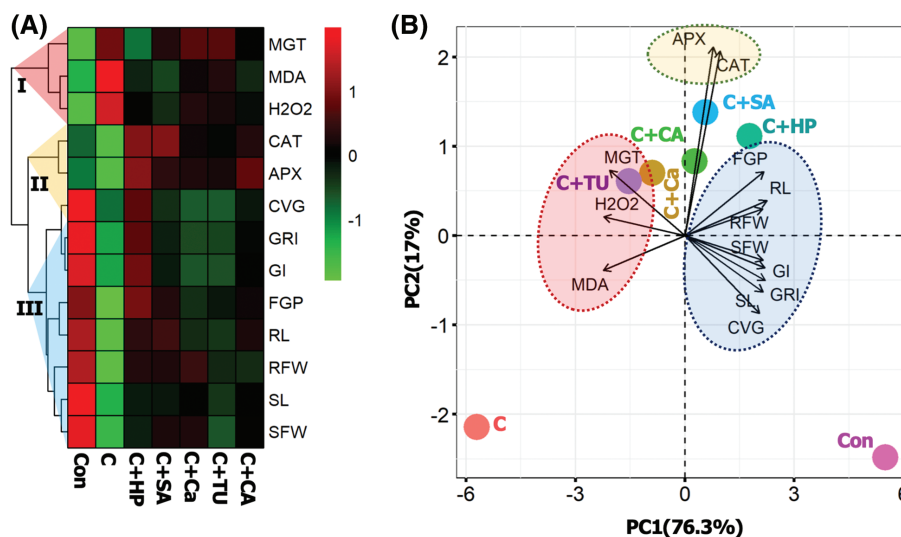 (A)
I
II
III
MGT
MDA
H2O2
CAT
APX
CVG
GRI
GI
FGP
RL
RFW
SL
SFW
Con
C
C+HP
C+SA
C+Ca
C+TU
C+CA
1
0
-1
(B)
PC2(17%)
2
1
0
-1
-2
APX
CAT
C+SA
C+HP
C+CA
MGT
FGP
C+TU
C+Ca
RL
H2O2
RFW
SFW
MDA
GI
SL
GRI
CVG
C
Con
-6
-3
0
3
6
PC1(76.3%)